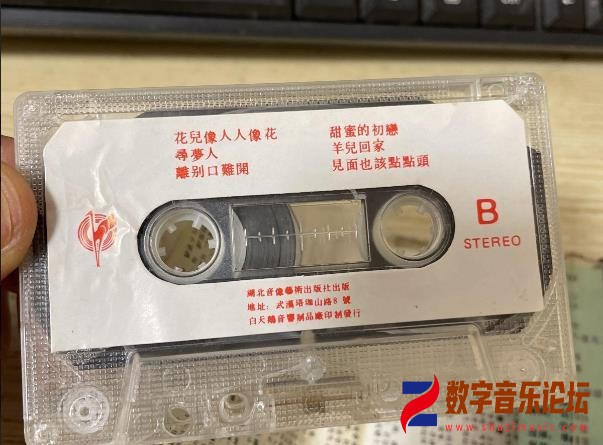 花兒像人人像花
尋夢人
離别口難開
甜蜜的初戀
羊兒回家
見面也該點點頭
B
STEREO
湖北音像藝術出版社出版
地址：武漢珞珈山路8號
白天鵝音響制品廠印制發行
数字音乐论坛